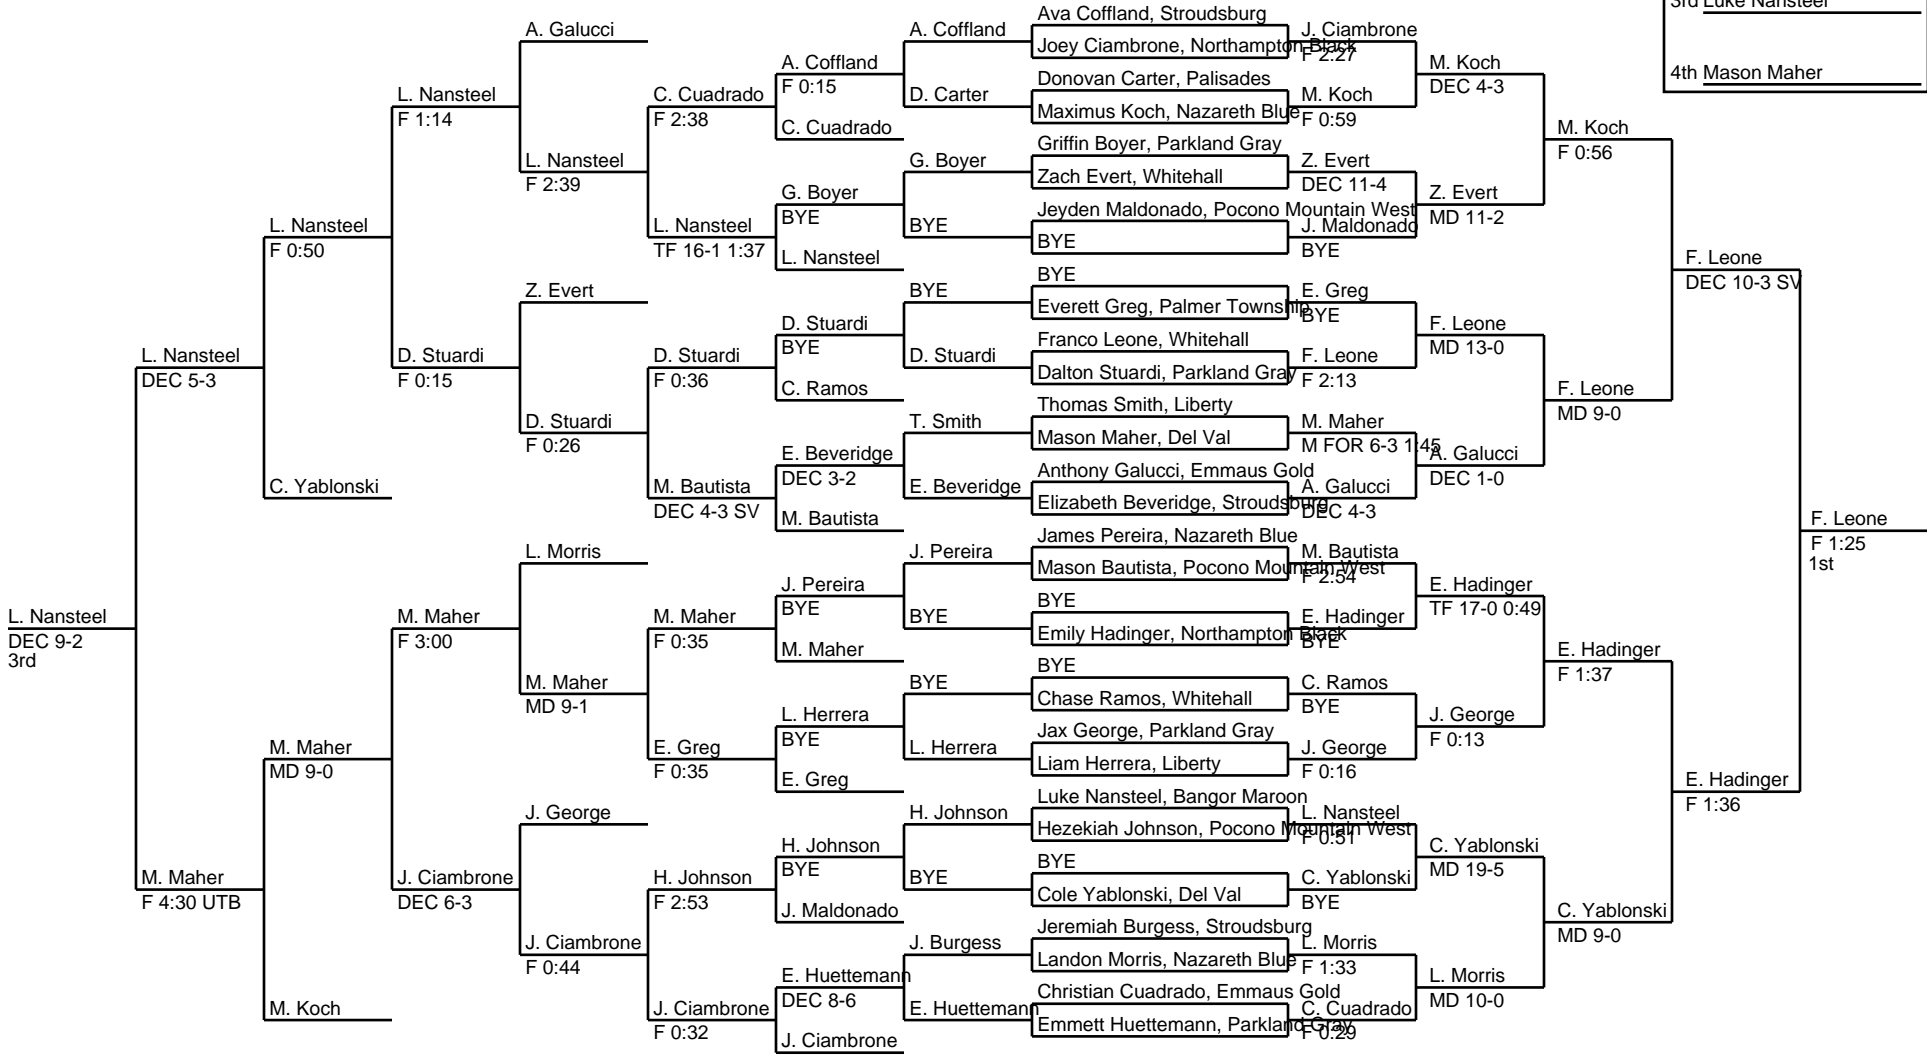 3rd Luke Nansteel
4th Mason Maher
L. Nansteel
DEC 9-2
3rd
L. Nansteel
DEC 5-3
M. Maher
F 4:30 UTB
L. Nansteel
F 0:50
C. Yablonski
M. Maher
MD 9-0
M. Koch
L. Nansteel
F 1:14
D. Stuardi
F 0:15
M. Maher
F 3:00
J. Ciambrone
DEC 6-3
A. Galucci
L. Nansteel
F 2:39
Z. Evert
D. Stuardi
F 0:26
L. Morris
M. Maher
MD 9-1
J. George
J. Ciambrone
F 0:44
C. Cuadrado
F 2:38
L. Nansteel
TF 16-1 1:37
D. Stuardi
F 0:36
M. Bautista
DEC 4-3 SV
M. Maher
F 0:35
E. Greg
F 0:35
H. Johnson
F 2:53
J. Ciambrone
F 0:32
A. Coffland
F 0:15
C. Cuadrado
G. Boyer
BYE
L. Nansteel
D. Stuardi
BYE
C. Ramos
E. Beveridge
DEC 3-2
M. Bautista
J. Pereira
BYE
M. Maher
L. Herrera
BYE
E. Greg
H. Johnson
BYE
J. Maldonado
E. Huettemann
DEC 8-6
J. Ciambrone
A. Coffland
D. Carter
G. Boyer
BYE
BYE
D. Stuardi
T. Smith
E. Beveridge
J. Pereira
BYE
BYE
L. Herrera
H. Johnson
BYE
J. Burgess
E. Huettemann
Ava Coffland, Stroudsburg
Joey Ciambrone, Northampton Black
Donovan Carter, Palisades
Maximus Koch, Nazareth Blue
Griffin Boyer, Parkland Gray
Zach Evert, Whitehall
Jeyden Maldonado, Pocono Mountain West
BYE
BYE
Everett Greg, Palmer Township
Franco Leone, Whitehall
Dalton Stuardi, Parkland Gray
Thomas Smith, Liberty
Mason Maher, Del Val
Anthony Galucci, Emmaus Gold
Elizabeth Beveridge, Stroudsburg
James Pereira, Nazareth Blue
Mason Bautista, Pocono Mountain West
BYE
Emily Hadinger, Northampton Black
BYE
Chase Ramos, Whitehall
Jax George, Parkland Gray
Liam Herrera, Liberty
Luke Nansteel, Bangor Maroon
Hezekiah Johnson, Pocono Mountain West
BYE
Cole Yablonski, Del Val
Jeremiah Burgess, Stroudsburg
Landon Morris, Nazareth Blue
Christian Cuadrado, Emmaus Gold
Emmett Huettemann, Parkland Gray
J. Ciambrone
F 2:27
M. Koch
F 0:59
Z. Evert
DEC 11-4
J. Maldonado
BYE
E. Greg
BYE
F. Leone
F 2:13
M. Maher
M FOR 6-3 1:45
A. Galucci
DEC 4-3
M. Bautista
F 2:54
E. Hadinger
BYE
C. Ramos
BYE
J. George
F 0:16
L. Nansteel
F 0:51
C. Yablonski
BYE
L. Morris
F 1:33
C. Cuadrado
F 0:29
M. Koch
DEC 4-3
Z. Evert
MD 11-2
F. Leone
MD 13-0
A. Galucci
DEC 1-0
E. Hadinger
TF 17-0 0:49
J. George
F 0:13
C. Yablonski
MD 19-5
L. Morris
MD 10-0
M. Koch
F 0:56
F. Leone
MD 9-0
E. Hadinger
F 1:37
C. Yablonski
MD 9-0
F. Leone
DEC 10-3 SV
E. Hadinger
F 1:36
F. Leone
F 1:25
1st